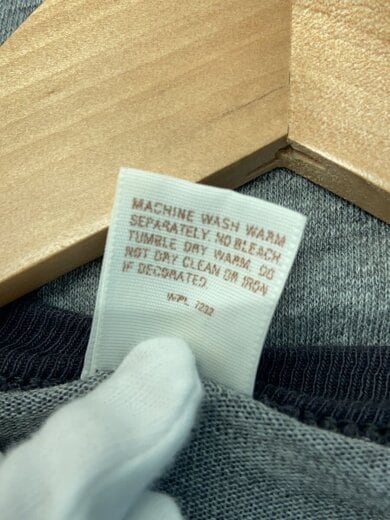 MACHINE WASH WARM
SEPARATELY. NO BLEACH.
TUMBLE DRY WARM. DO
NOT DRY CLEAN OR IRON
IF DECORATED.
WPL 7232